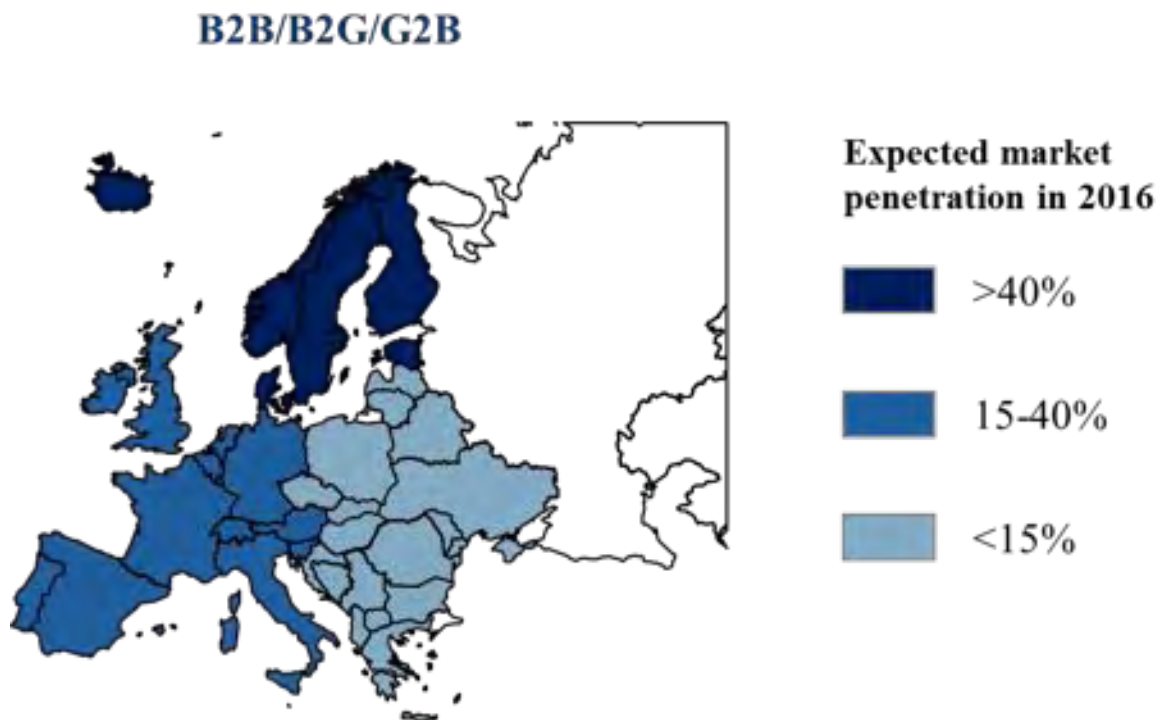 B2B/B2G/G2B
Expected market
penetration in 2016
>40%
15-40%
<15%